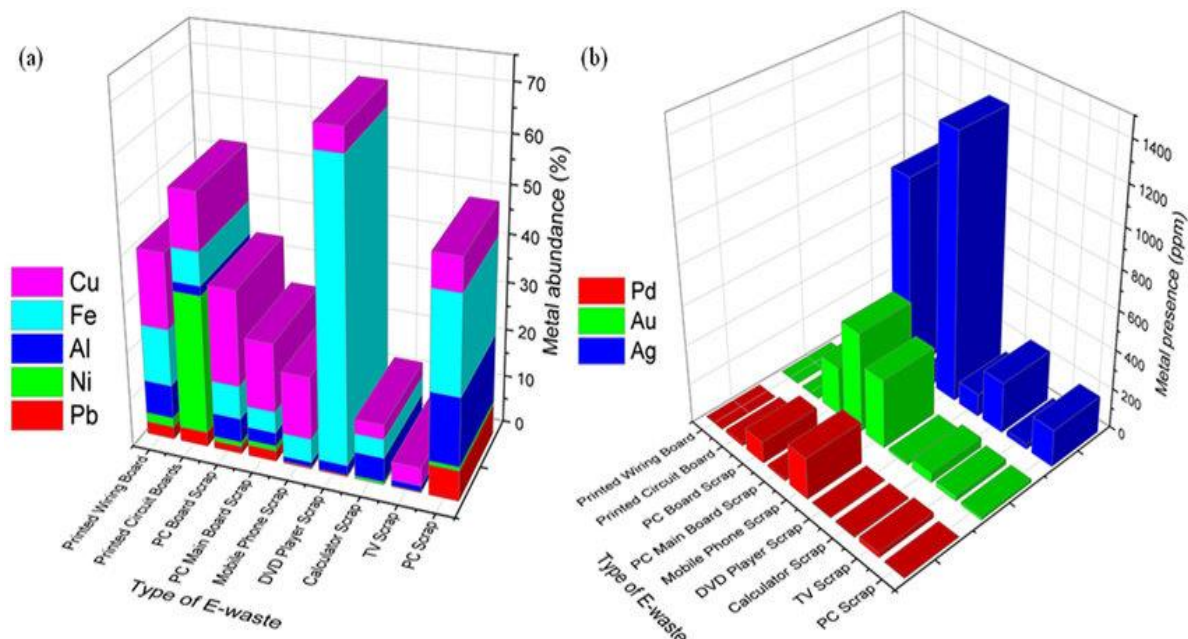 (a)
Cu
Fe
Al
Ni
Pb
70
60
50
40
30
20
10
0
Metal abundance (%)
Printed Wiring Board
Printed Circuit Boards
PC Board Scrap
PC Main Board Scrap
Mobile Phone Scrap
DVD Player Scrap
Calculator Scrap
TV Scrap
PC Scrap
Type of E-waste
(b)
Pd
Au
Ag
1400
1200
1000
800
600
400
200
0
Metal presence (ppm)
Printed Wiring Board
Printed Circuit Board
PC Board Scrap
PC Main Board Scrap
Mobile Phone Scrap
DVD Player Scrap
Calculator Scrap
TV Scrap
PC Scrap
Type of E-waste